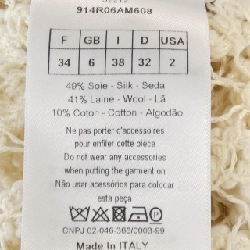 914R06AM608
F GB I D USA
34 6 38 32 2
49% Soie - Silk - Seda
41% Laine - Wool - Lã
10% Coton - Cotton - Algodão
Ne pas porter d'accessoires
pour enfiler cette pièce
Do not wear any accessories
when putting the garment on
Não usar acessórios para colocar
esta peça
Made In ITALY